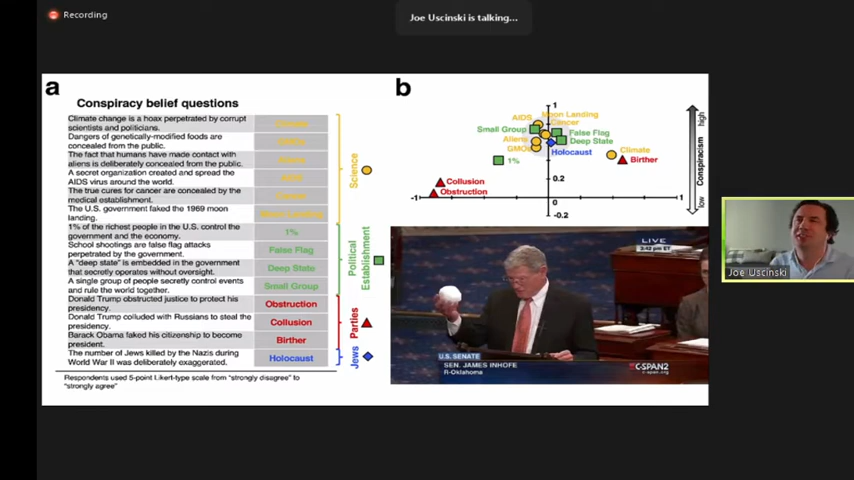 Recording
Joe Uscinski is talking...
a
Conspiracy belief questions
Climate change is a hoax perpetrated by corrupt
scientists and politicians.
Dangers of genetically-modified foods are
concealed from the public.
The fact that humans have made contact with
aliens is deliberately concealed from the public.
A secret organization created and spread the
AIDS virus around the world.
The true cures for cancer are concealed by the
medical establishment.
The U.S. government faked the 1969 moon
landing.
Moon Landing
1% of the richest people in the U.S. control the
government and the economy.
1%
School shootings are false flag attacks
perpetrated by the government.
False Flag
A "deep state" is embedded in the government
that secretly operates without oversight.
Deep State
A single group of people secretly control events
and rule the world together.
Small Group
Donald Trump obstructed justice to protect his
presidency.
Obstruction
Donald Trump colluded with Russians to steal the
presidency.
Collusion
Barack Obama faked his citizenship to become
president.
Birther
The number of Jews killed by the Nazis during
World War II was deliberately exaggerated.
Holocaust
Science
Political
Establishment
Parties
Jews
Respondents used 5-point Likert-type scale from "strongly disagree" to
"strongly agree"
b
1
AIDS
Moon Landing
Cancer
Small Group
False Flag
Aliens
Deep State
GMOs
Holocaust
Climate
1%
Birther
Collusion
0.2
Obstruction
-1
1
0
-0.2
high
Conspiracism
low
LIVE
3:42 pm ET
U.S. SENATE
SEN. JAMES INHOFE
R-Oklahoma
C-SPAN2
c-span.org
Joe Uscinski